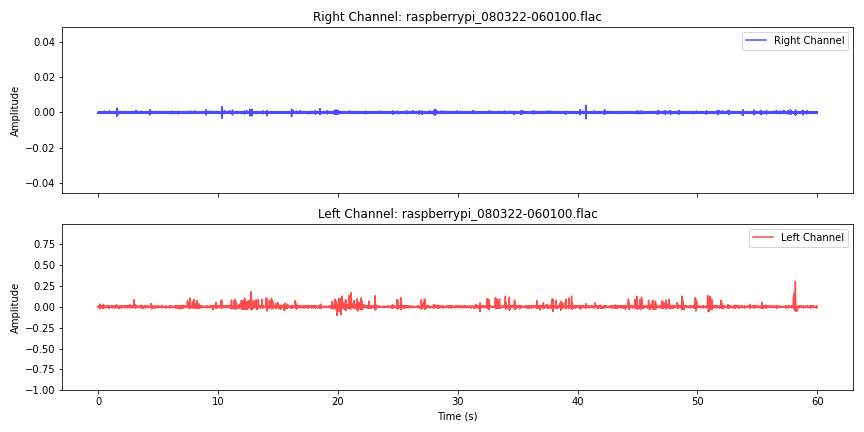 Right Channel: raspberrypi_080322-060100.flac
Right Channel
0.04
0.02
0.00
−0.02
−0.04
Amplitude
Left Channel: raspberrypi_080322-060100.flac
Left Channel
0.75
0.50
0.25
0.00
−0.25
−0.50
−0.75
−1.00
Amplitude
0 10 20 30 40 50 60
Time (s)